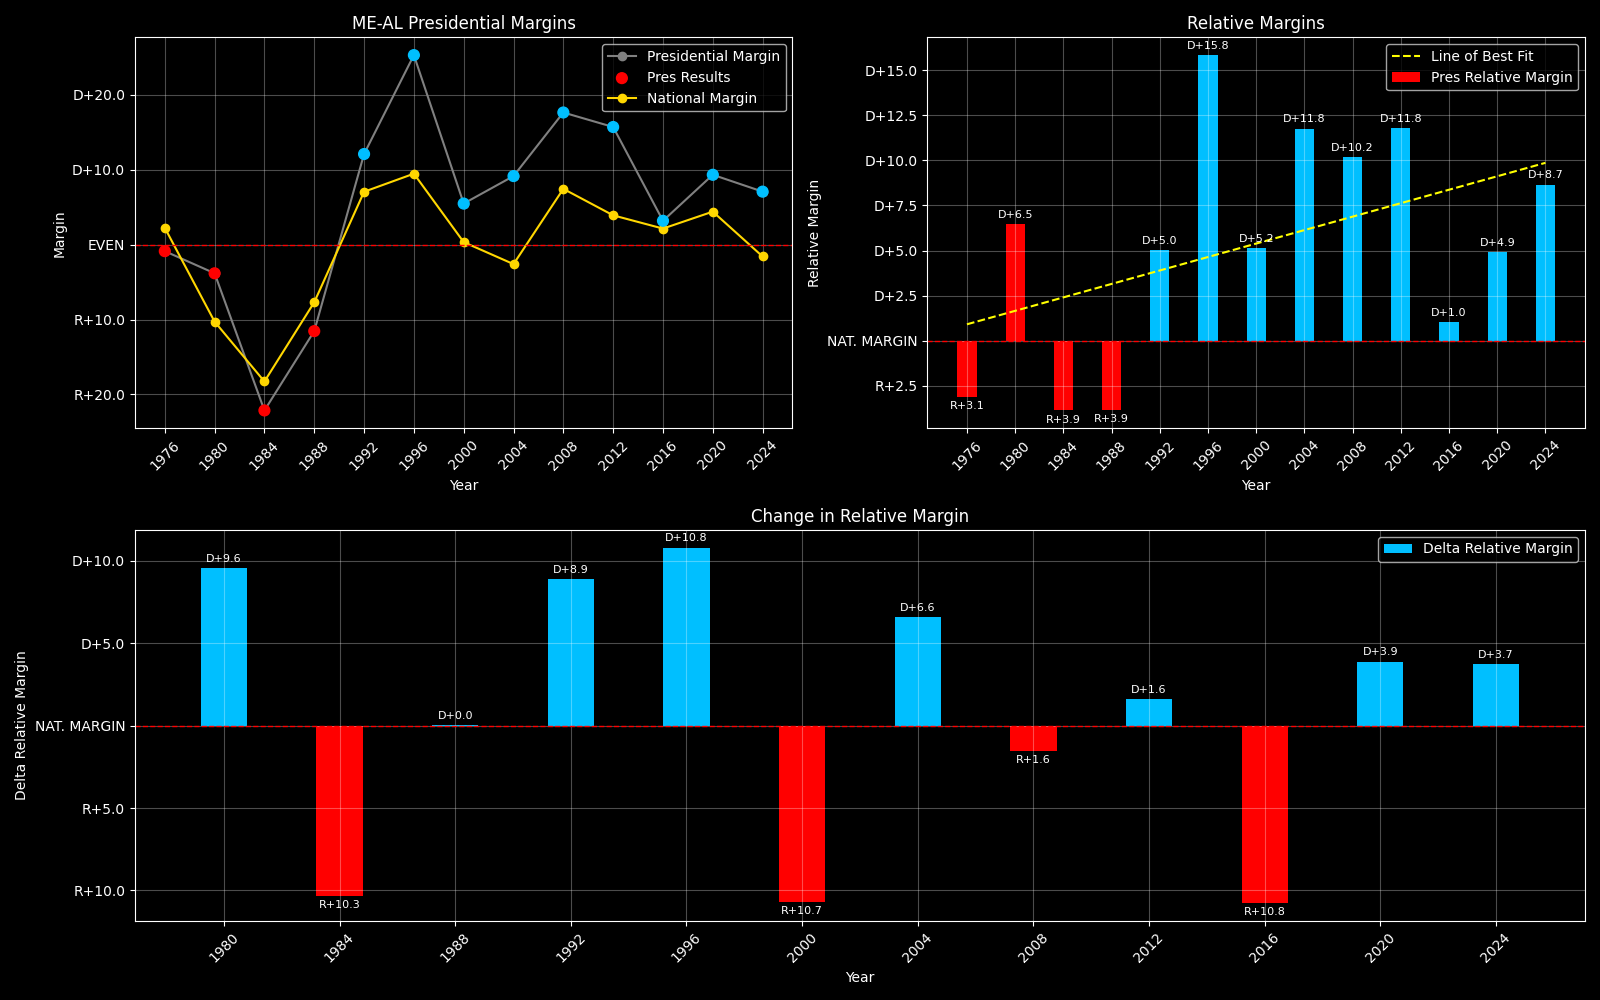 ME-AL Presidential Margins
Presidential Margin
Pres Results
National Margin
D+20.0
D+10.0
EVEN
R+10.0
R+20.0
Margin
1976
1980
1984
1988
1992
1996
2000
2004
2008
2012
2016
2020
2024
Year
Relative Margins
Line of Best Fit
Pres Relative Margin
D+15.0
D+12.5
D+10.0
D+7.5
D+5.0
D+2.5
NAT. MARGIN
R+2.5
Relative Margin
R+3.1
D+6.5
R+3.9
R+3.9
D+5.0
D+15.8
D+5.2
D+11.8
D+10.2
D+11.8
D+1.0
D+4.9
D+8.7
1976
1980
1984
1988
1992
1996
2000
2004
2008
2012
2016
2020
2024
Year
Change in Relative Margin
Delta Relative Margin
D+10.0
D+5.0
NAT. MARGIN
R+5.0
R+10.0
Delta Relative Margin
D+9.6
R+10.3
D+0.0
D+8.9
D+10.8
R+10.7
D+6.6
R+1.6
D+1.6
R+10.8
D+3.9
D+3.7
1980
1984
1988
1992
1996
2000
2004
2008
2012
2016
2020
2024
Year